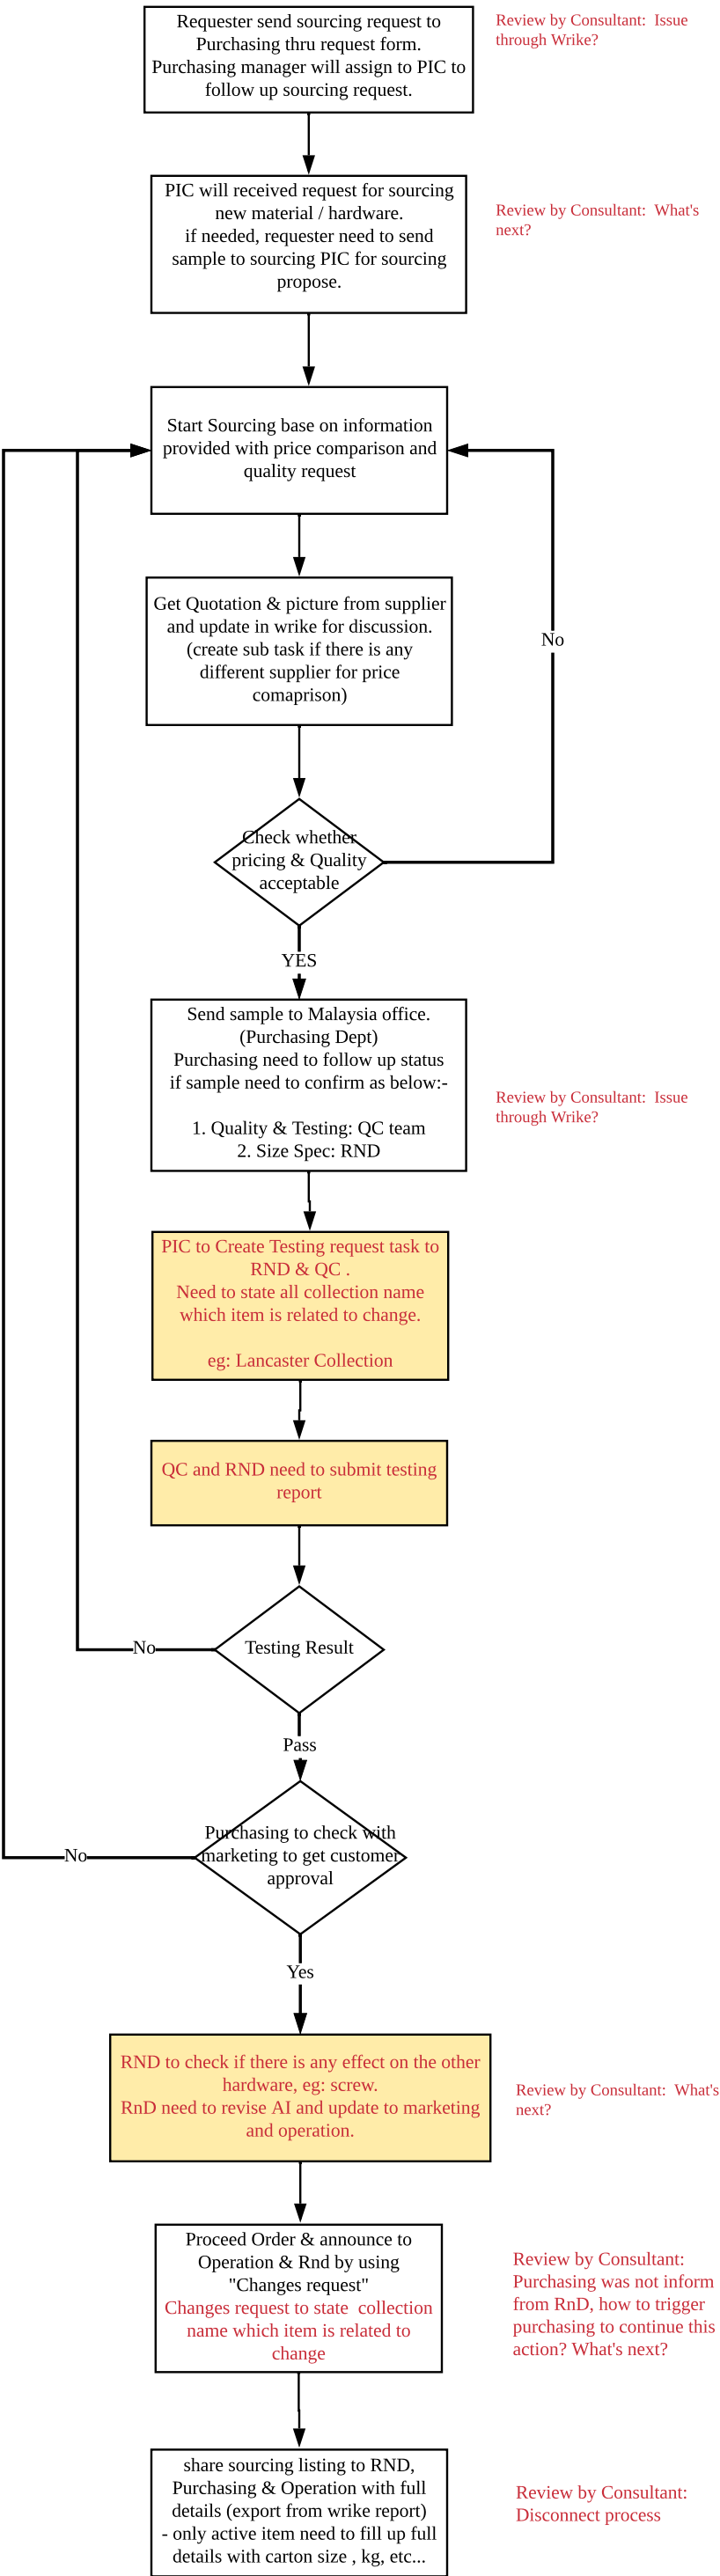 Requester send sourcing request to
Purchasing thru request form.
Purchasing manager will assign to PIC to
follow up sourcing request.
Review by Consultant:  Issue
through Wrike?
PIC will received request for sourcing
new material / hardware.
if needed, requester need to send
sample to sourcing PIC for sourcing
propose.
Review by Consultant:  What's
next?
Start Sourcing base on information
provided with price comparison and
quality request
Get Quotation & picture from supplier
and update in wrike for discussion.
(create sub task if there is any
different supplier for price
comaprison)
No
Check whether
pricing & Quality
acceptable
YES
Send sample to Malaysia office.
(Purchasing Dept)
Purchasing need to follow up status
if sample need to confirm as below:-
1. Quality & Testing: QC team
2. Size Spec: RND
Review by Consultant:  Issue
through Wrike?
PIC to Create Testing request task to
RND & QC .
Need to state all collection name
which item is related to change.
eg: Lancaster Collection
QC and RND need to submit testing
report
Testing Result
No
Pass
Purchasing to check with
marketing to get customer
approval
No
Yes
RND to check if there is any effect on the other
hardware, eg: screw.
RnD need to revise AI and update to marketing
and operation.
Review by Consultant:  What's
next?
Proceed Order & announce to
Operation & Rnd by using
"Changes request"
Changes request to state  collection
name which item is related to
change
Review by Consultant:
Purchasing was not inform
from RnD, how to trigger
purchasing to continue this
action? What's next?
share sourcing listing to RND,
Purchasing & Operation with full
details (export from wrike report)
- only active item need to fill up full
details with carton size , kg, etc...
Review by Consultant:
Disconnect process